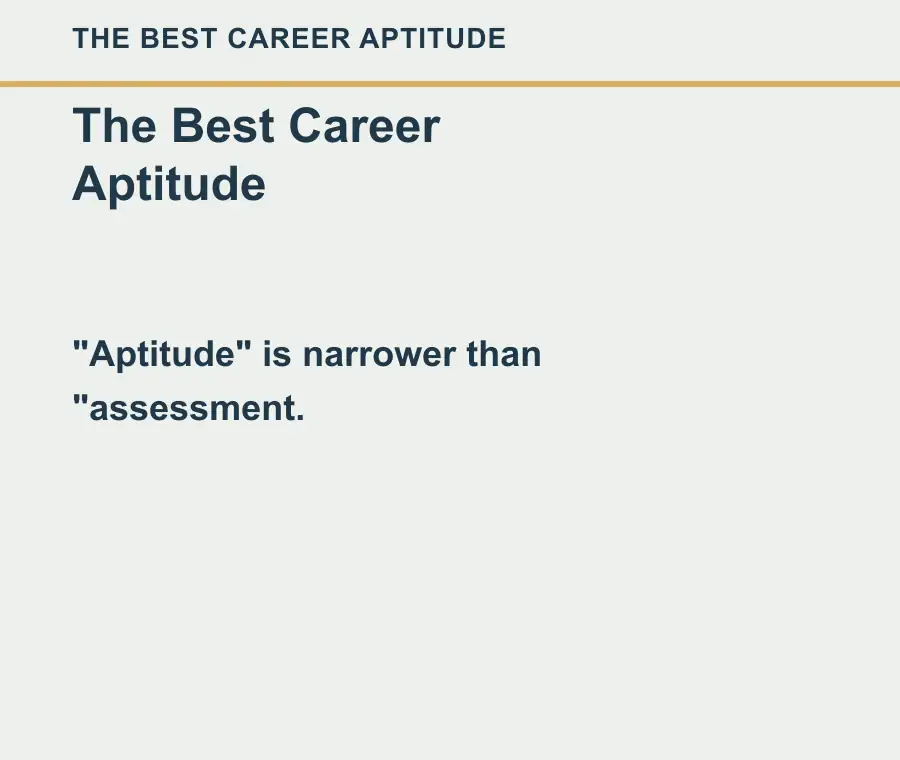 THE BEST CAREER APTITUDE
The Best Career
Aptitude
"Aptitude" is narrower than
"assessment.